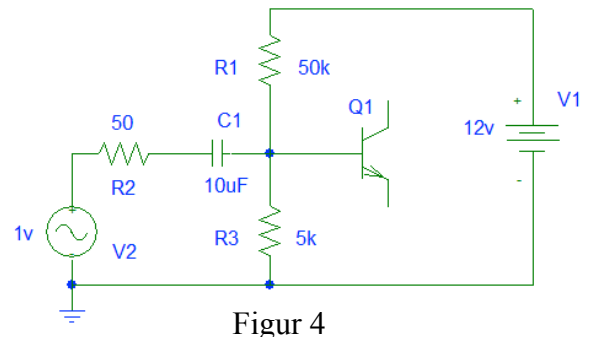 R1 50k
Q1
+ V1
12v
-
50
C1
R2
10uF
+
1v
V2
-
R3 5k
Figur 4